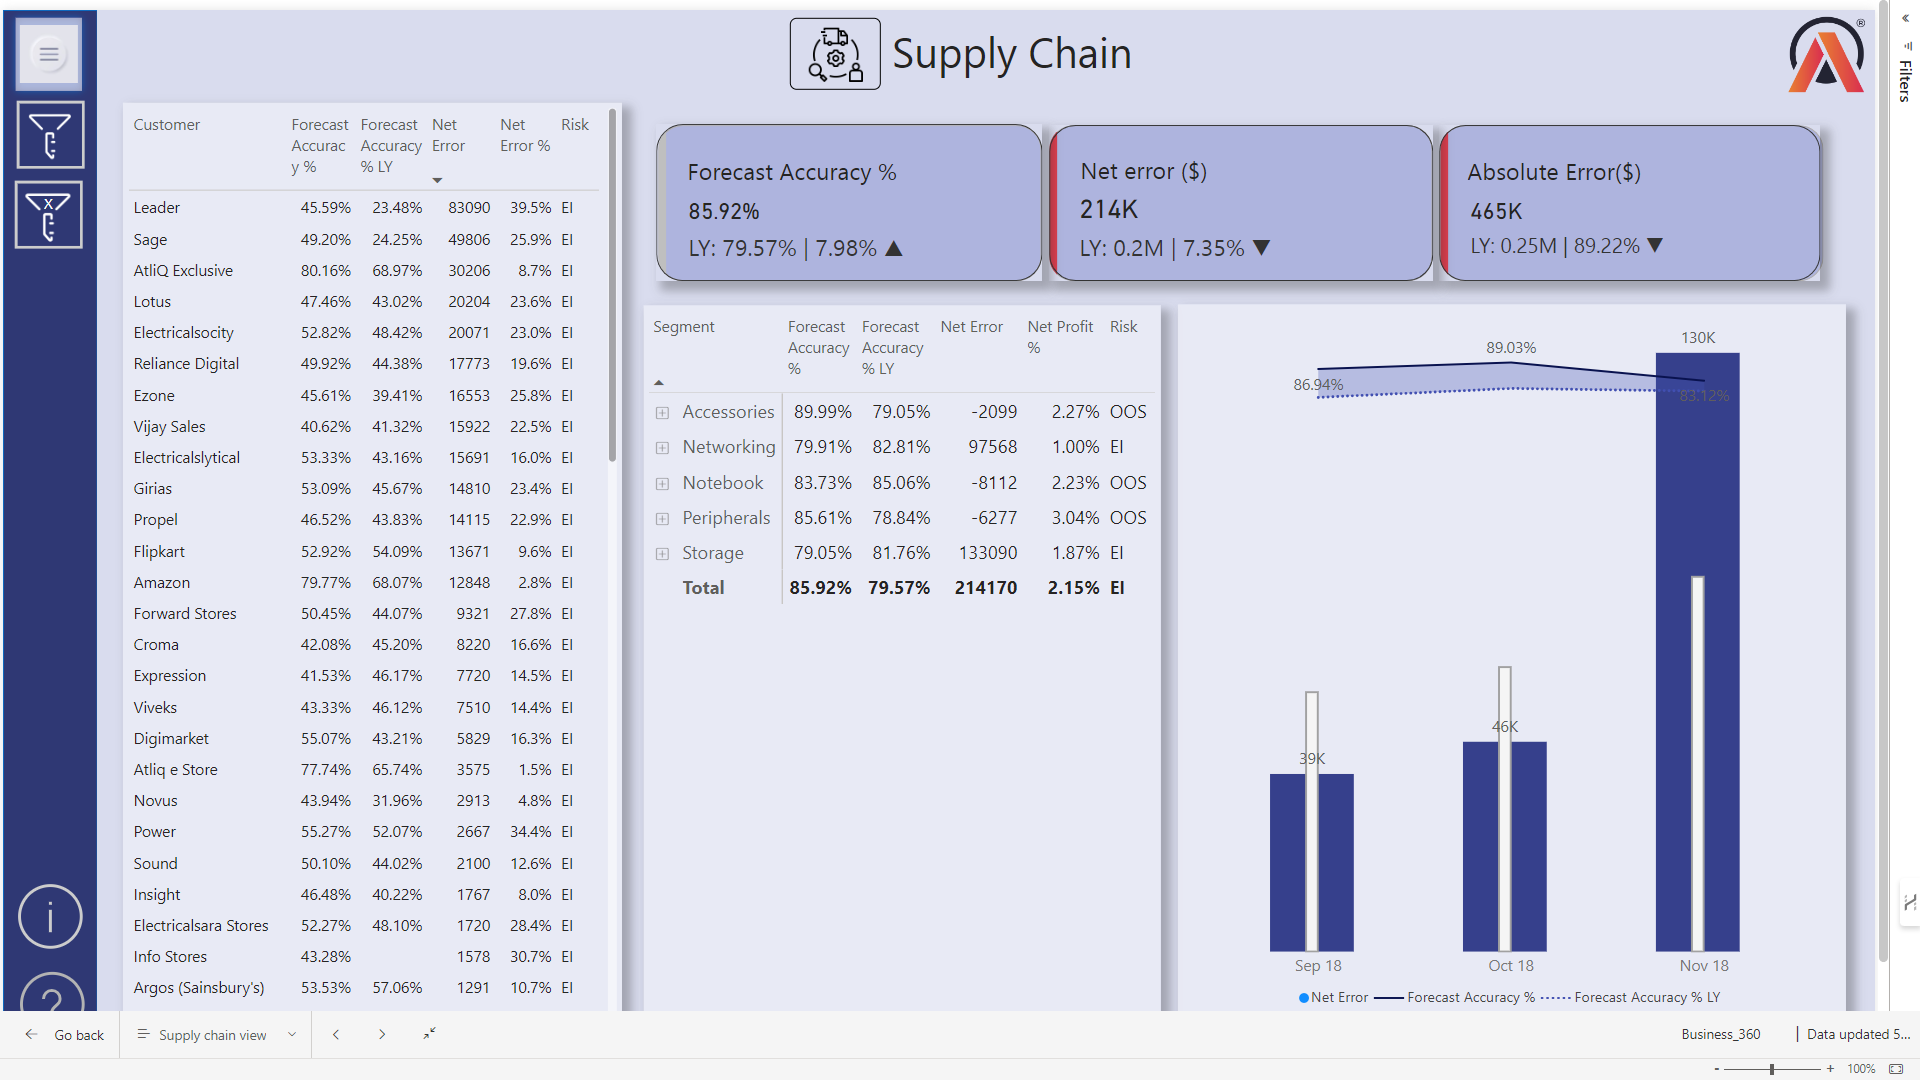 Supply Chain
®
«
Filters
Customer
Forecast Accurac y %
Forecast Accuracy % LY
Net Error
Net Error %
Risk
Leader 45.59% 23.48% 83090 39.5% EI
Sage 49.20% 24.25% 49806 25.9% EI
AtliQ Exclusive 80.16% 68.97% 30206 8.7% EI
Lotus 47.46% 43.02% 20204 23.6% EI
Electricalsocity 52.82% 48.42% 20071 23.0% EI
Reliance Digital 49.92% 44.38% 17773 19.6% EI
Ezone 45.61% 39.41% 16553 25.8% EI
Vijay Sales 40.62% 41.32% 15922 22.5% EI
Electricalslytical 53.33% 43.16% 15691 16.0% EI
Girias 53.09% 45.67% 14810 23.4% EI
Propel 46.52% 43.83% 14115 22.9% EI
Flipkart 52.92% 54.09% 13671 9.6% EI
Amazon 79.77% 68.07% 12848 2.8% EI
Forward Stores 50.45% 44.07% 9321 27.8% EI
Croma 42.08% 45.20% 8220 16.6% EI
Expression 41.53% 46.17% 7720 14.5% EI
Viveks 43.33% 46.12% 7510 14.4% EI
Digimarket 55.07% 43.21% 5829 16.3% EI
Atliq e Store 77.74% 65.74% 3575 1.5% EI
Novus 43.94% 31.96% 2913 4.8% EI
Power 55.27% 52.07% 2667 34.4% EI
Sound 50.10% 44.02% 2100 12.6% EI
Insight 46.48% 40.22% 1767 8.0% EI
Electricalsara Stores 52.27% 48.10% 1720 28.4% EI
Info Stores 43.28% 1578 30.7% EI
Argos (Sainsbury's) 53.53% 57.06% 1291 10.7% EI
Forecast Accuracy %
85.92%
LY: 79.57% | 7.98% ▲
Net error ($)
214K
LY: 0.2M | 7.35% ▼
Absolute Error($)
465K
LY: 0.25M | 89.22% ▼
Segment
Forecast Accuracy %
Forecast Accuracy % LY
Net Error
Net Profit %
Risk
Accessories 89.99% 79.05% -2099 2.27% OOS
Networking 79.91% 82.81% 97568 1.00% EI
Notebook 83.73% 85.06% -8112 2.23% OOS
Peripherals 85.61% 78.84% -6277 3.04% OOS
Storage 79.05% 81.76% 133090 1.87% EI
Total 85.92% 79.57% 214170 2.15% EI
130K
89.03%
86.94%
83.12%
46K
39K
Sep 18 Oct 18 Nov 18
Net Error Forecast Accuracy % Forecast Accuracy % LY
X
i
?
Go back
Supply chain view
Business_360 | Data updated 5...
- + 100%